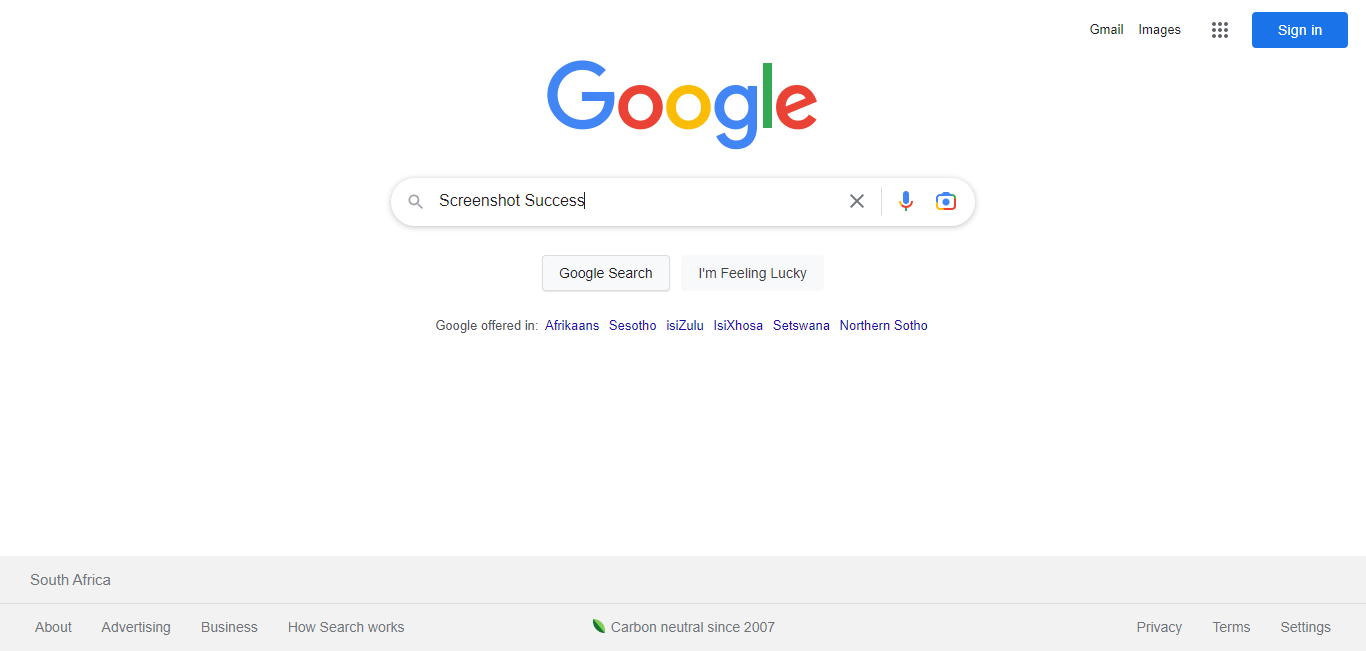 Gmail Images Sign in
Google
Screenshot Success
Google Search I'm Feeling Lucky
Google offered in: Afrikaans Sesotho isiZulu IsiXhosa Setswana Northern Sotho
South Africa
About Advertising Business How Search works Carbon neutral since 2007 Privacy Terms Settings